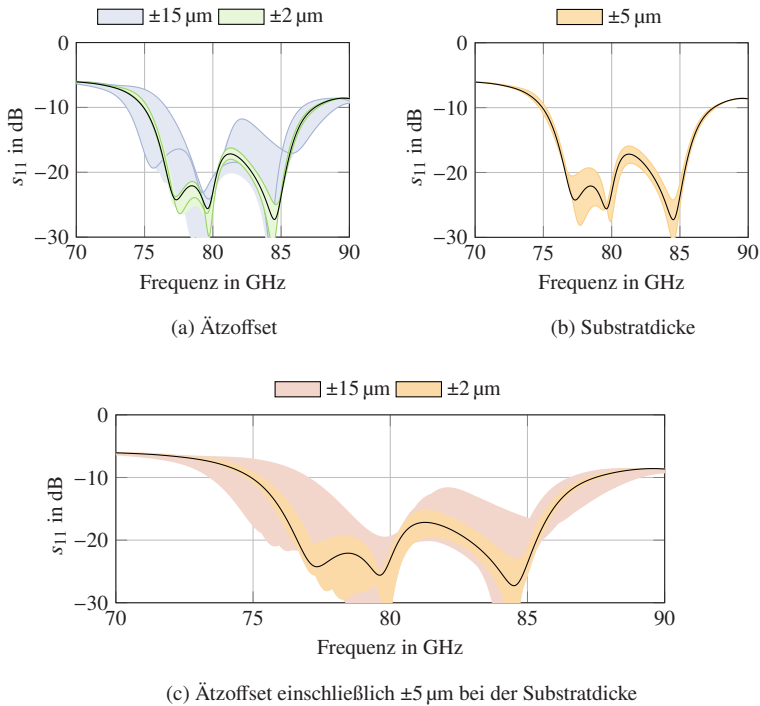 ±15 µm ±2 µm
0
−10
−20
−30
70 75 80 85 90
s11 in dB
Frequenz in GHz
(a) Ätzoffset
±5 µm
0
−10
−20
−30
70 75 80 85 90
s11 in dB
Frequenz in GHz
(b) Substratdicke
±15 µm ±2 µm
0
−10
−20
−30
70 75 80 85 90
s11 in dB
Frequenz in GHz
(c) Ätzoffset einschließlich ±5 µm bei der Substratdicke